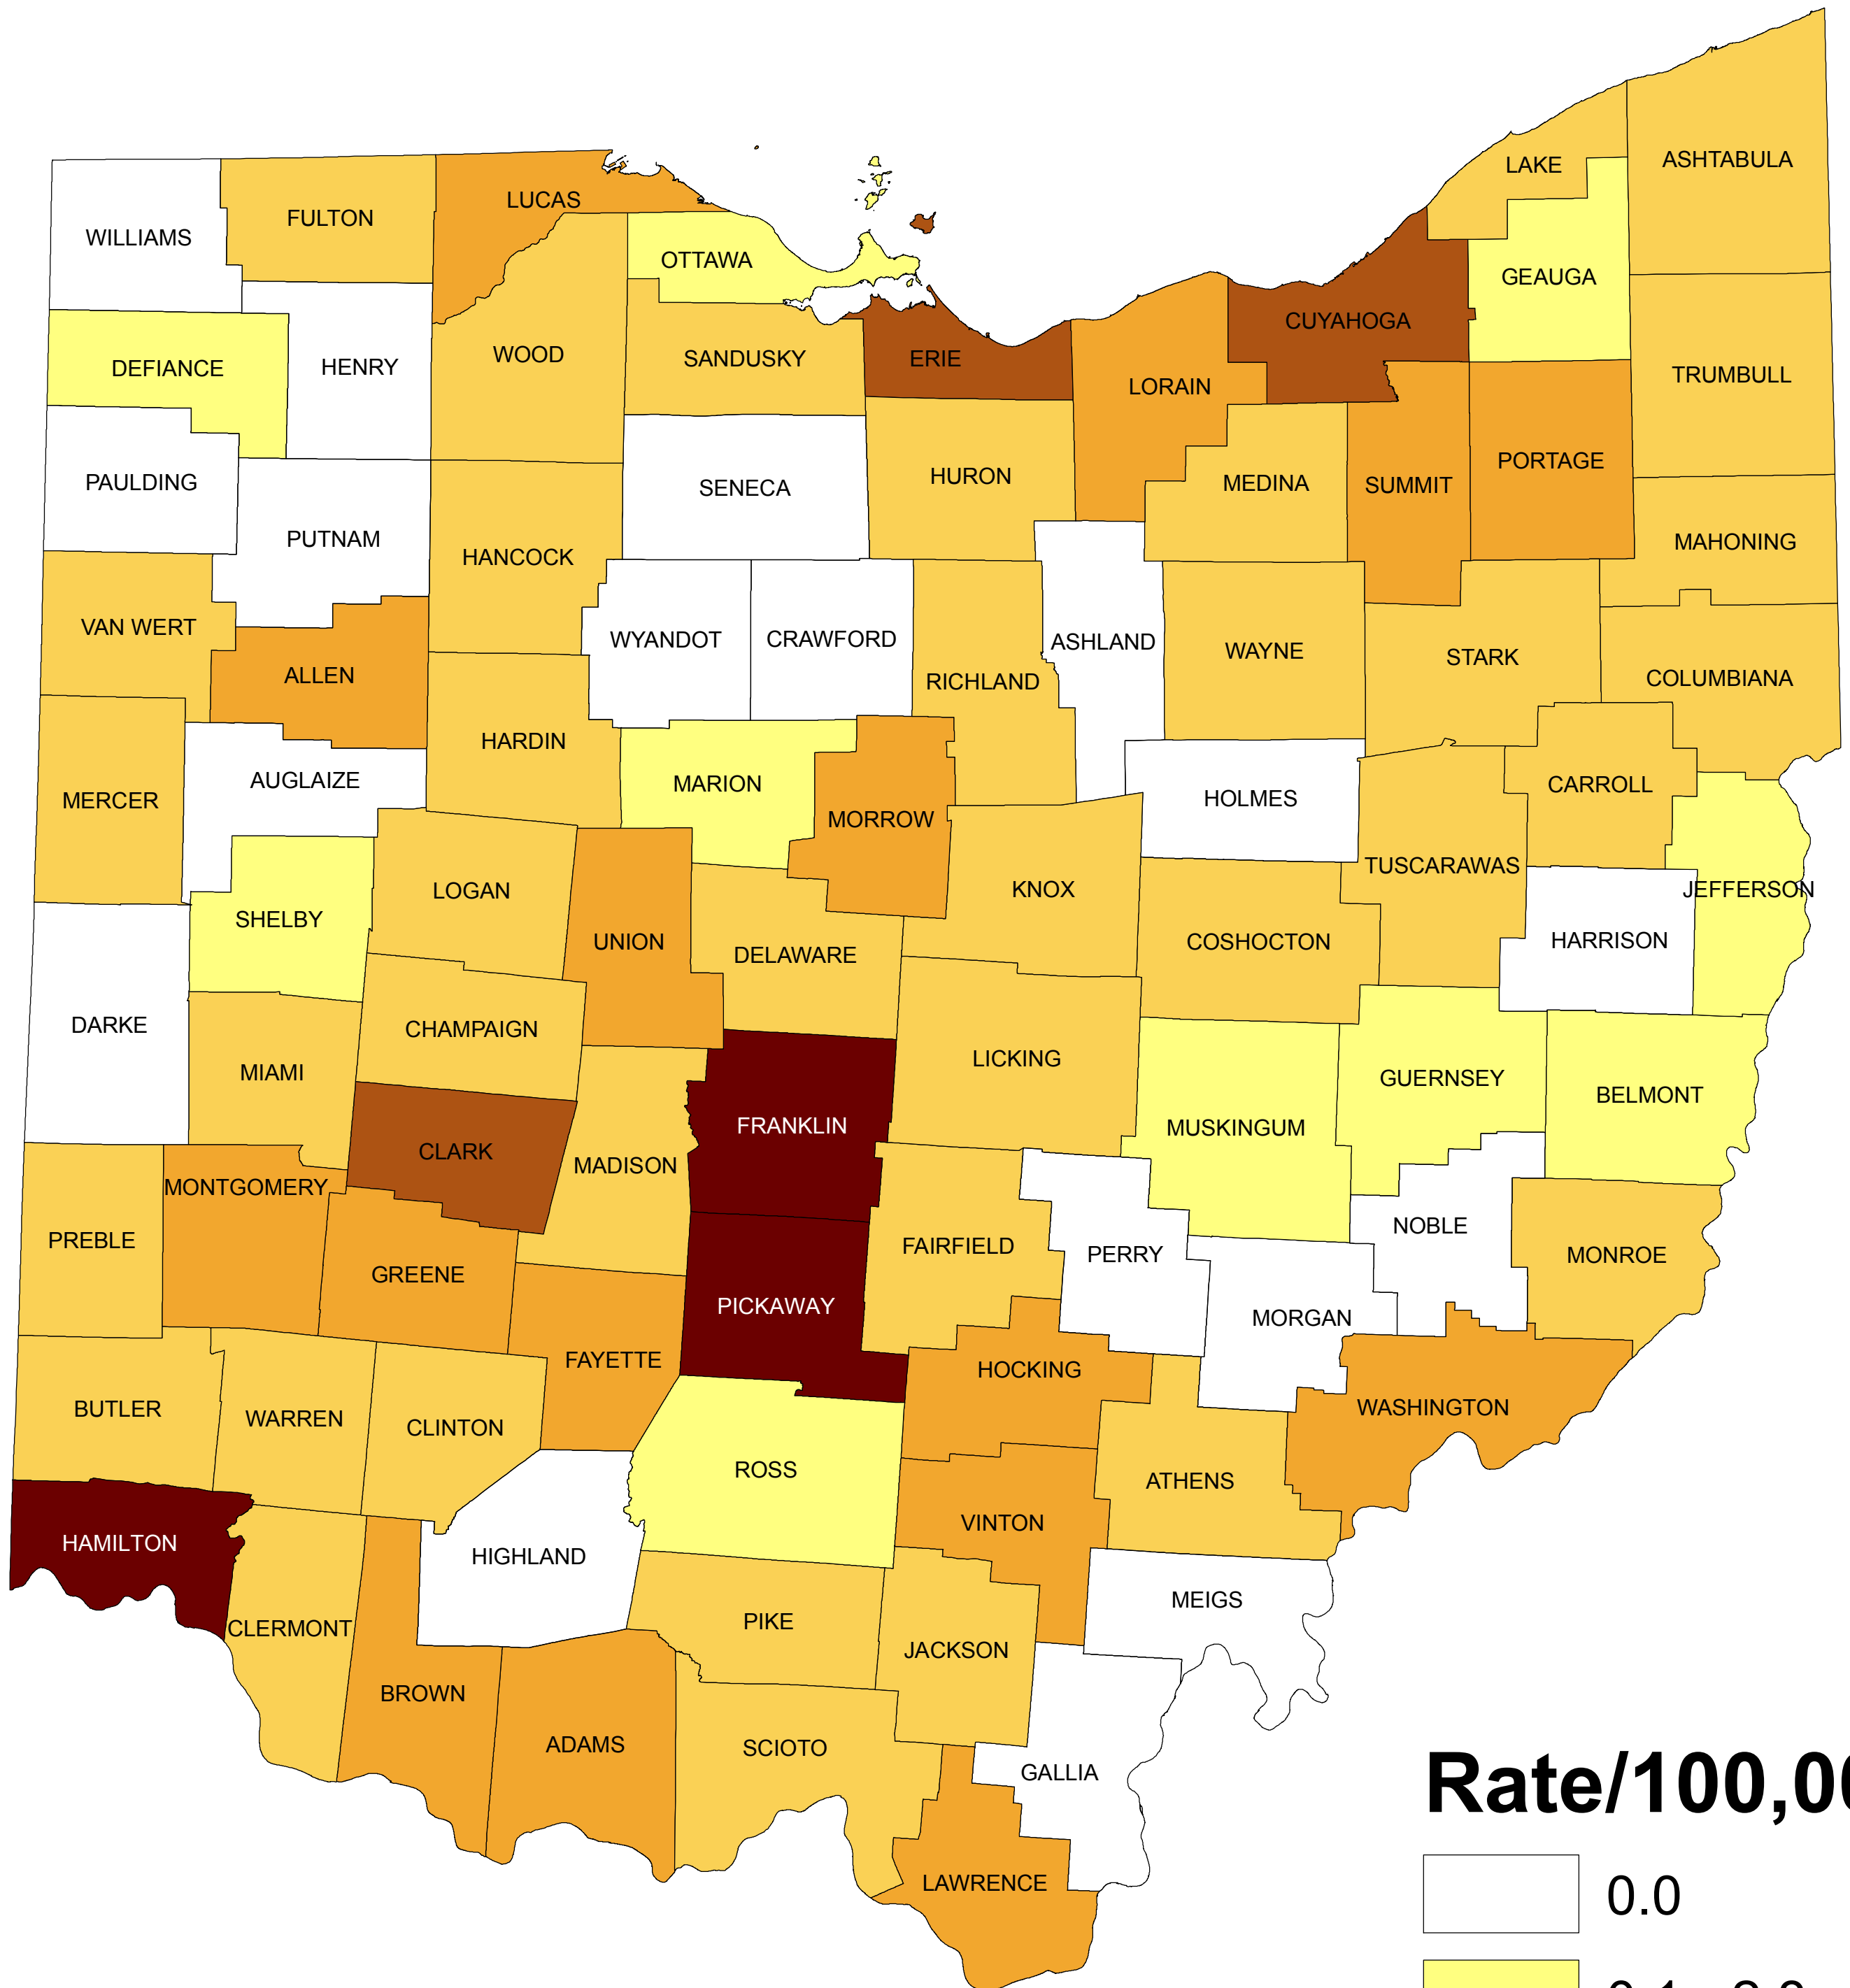 ASHTABULA
LAKE
LUCAS
FULTON
WILLIAMS
OTTAWA
GEAUGA
CUYAHOGA
WOOD
SANDUSKY
ERIE
DEFIANCE
HENRY
LORAIN
TRUMBULL
PORTAGE
HURON
MEDINA
SUMMIT
PAULDING
SENECA
PUTNAM
MAHONING
HANCOCK
VAN WERT
WYANDOT
CRAWFORD
ASHLAND
WAYNE
STARK
ALLEN
RICHLAND
COLUMBIANA
HARDIN
AUGLAIZE
MARION
CARROLL
MERCER
HOLMES
MORROW
TUSCARAWAS
LOGAN
KNOX
JEFFERSON
SHELBY
UNION
COSHOCTON
HARRISON
DELAWARE
DARKE
CHAMPAIGN
LICKING
MIAMI
GUERNSEY
BELMONT
FRANKLIN
MUSKINGUM
CLARK
MADISON
MONTGOMERY
NOBLE
PREBLE
FAIRFIELD
PERRY
MONROE
GREENE
PICKAWAY
MORGAN
FAYETTE
HOCKING
BUTLER
WASHINGTON
WARREN
CLINTON
ROSS
ATHENS
VINTON
HAMILTON
HIGHLAND
MEIGS
PIKE
CLERMONT
JACKSON
BROWN
ADAMS
SCIOTO
GALLIA
LAWRENCE
Rate/100,00
0.0